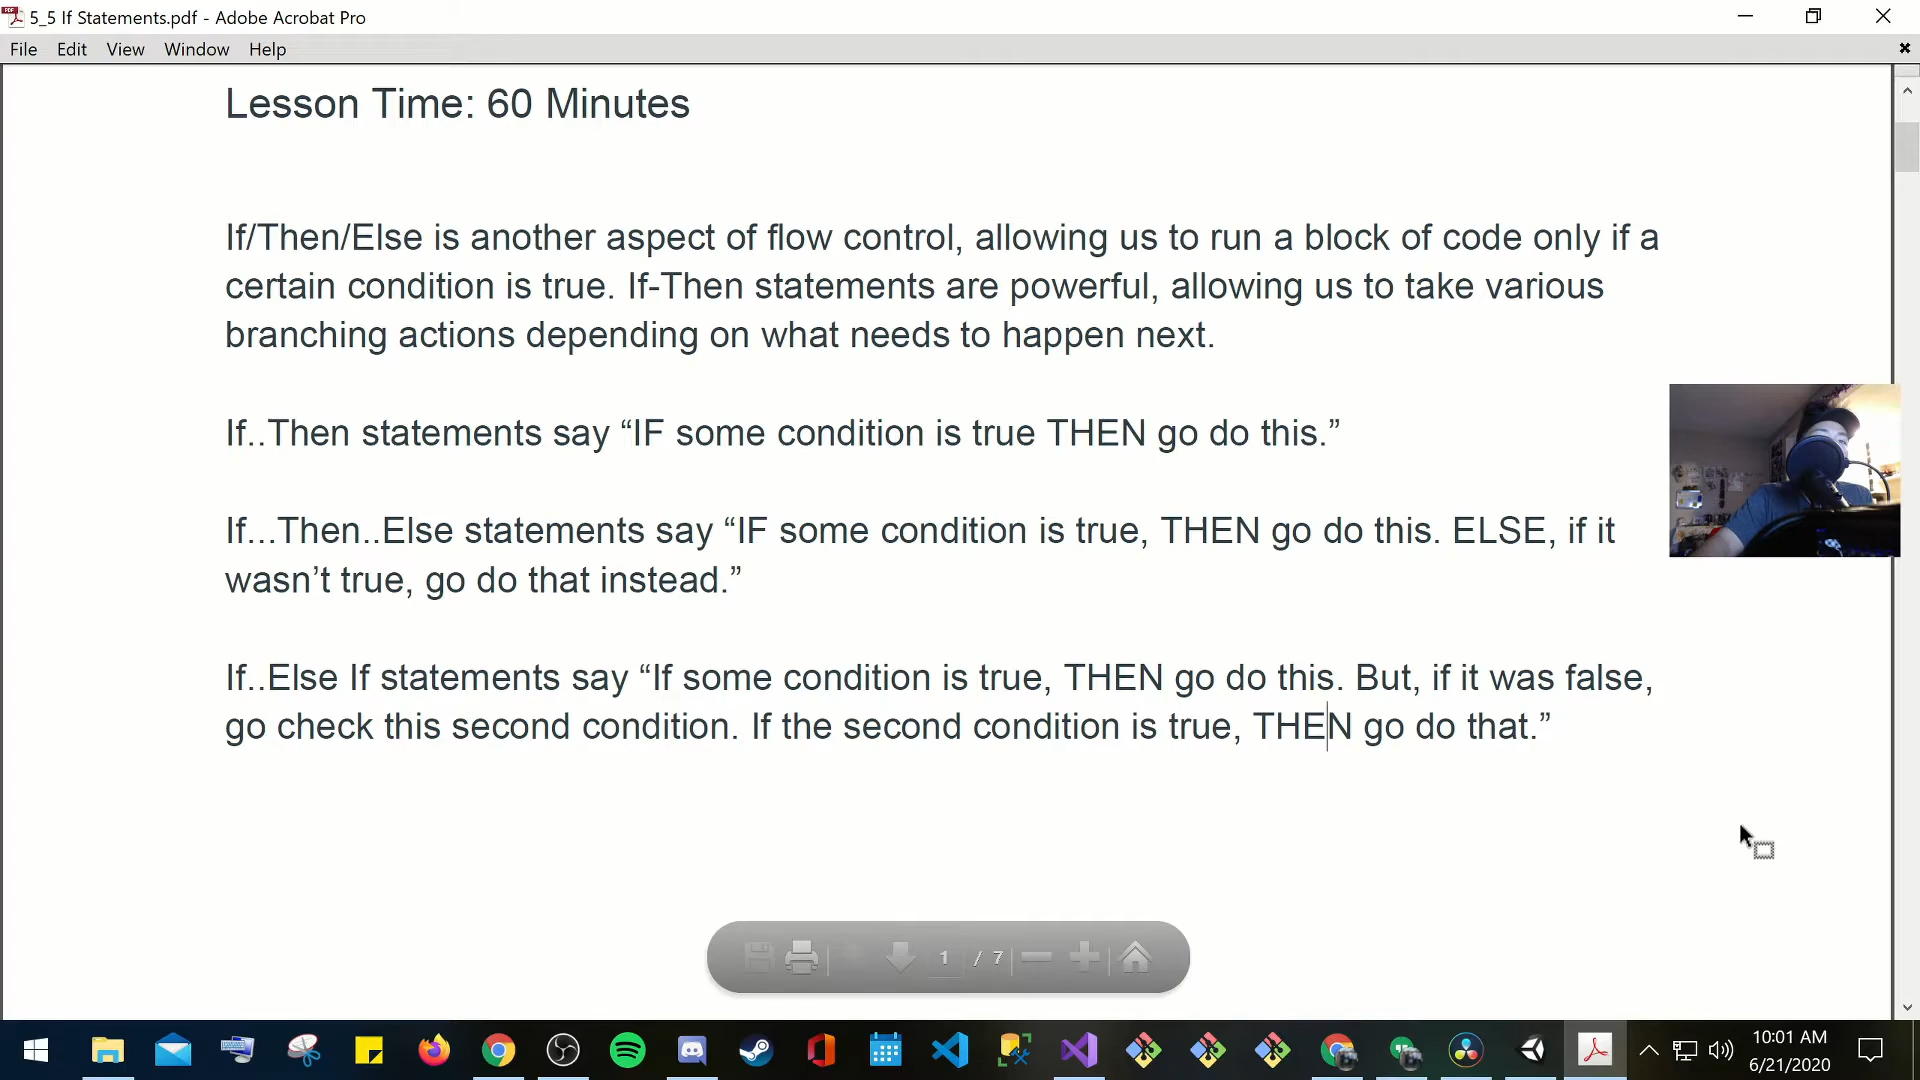 5_5 If Statements.pdf - Adobe Acrobat Pro
File Edit View Window Help
Lesson Time: 60 Minutes
If/Then/Else is another aspect of flow control, allowing us to run a block of code only if a
certain condition is true. If-Then statements are powerful, allowing us to take various
branching actions depending on what needs to happen next.
If..Then statements say “IF some condition is true THEN go do this.”
If...Then..Else statements say “IF some condition is true, THEN go do this. ELSE, if it
wasn’t true, go do that instead.”
If..Else If statements say “If some condition is true, THEN go do this. But, if it was false,
go check this second condition. If the second condition is true, THEN go do that.”
1 / 7
10:01 AM
6/21/2020